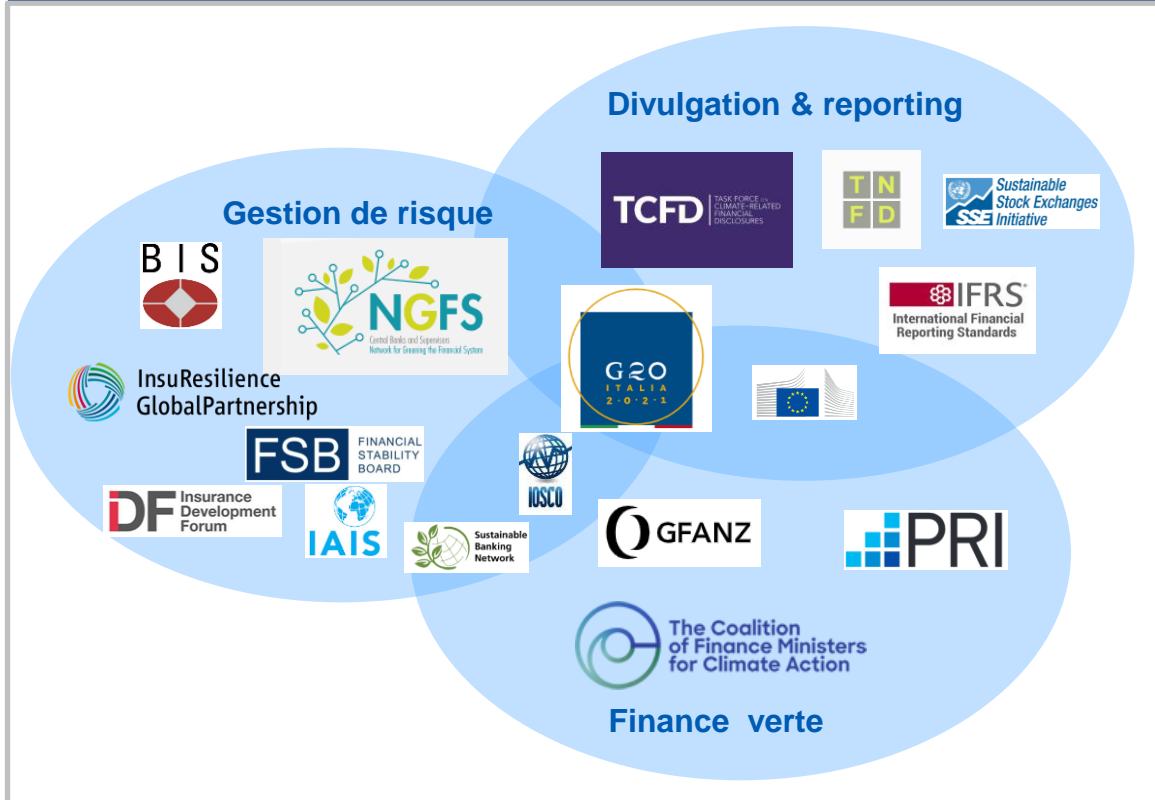 Divulgation & reporting
TCFD
TASK FORCE ON
CLIMATE-RELATED
FINANCIAL
DISCLOSURES
T N
F D
SSE
Sustainable
Stock Exchanges
Initiative
IFRS®
International Financial
Reporting Standards
Gestion de risque
B I S
NGFS
Central Banks and Supervisors
Network for Greening the Financial System
InsuResilience
GlobalPartnership
FSB
FINANCIAL
STABILITY
BOARD
iDF
Insurance
Development
Forum
IAIS
Sustainable
Banking
Network
IOSCO
G20
ITALIA
2·0·2·1
GFANZ
PRI
The Coalition
of Finance Ministers
for Climate Action
Finance verte